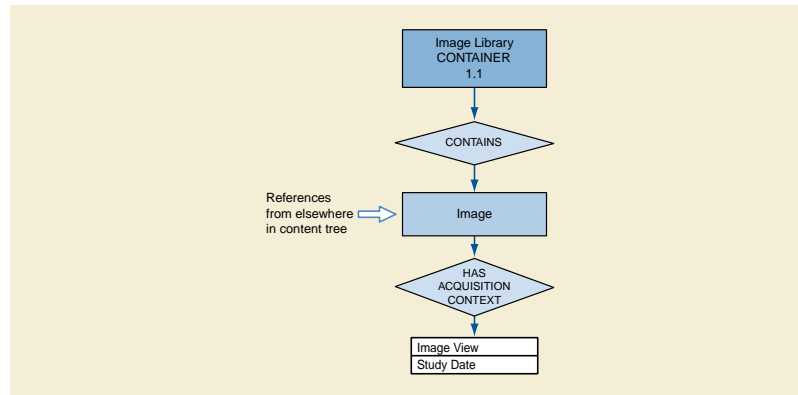 Image Library
CONTAINER
1.1
CONTAINS
References
from elsewhere
in content tree
Image
HAS
ACQUISITION
CONTEXT
Image View
Study Date